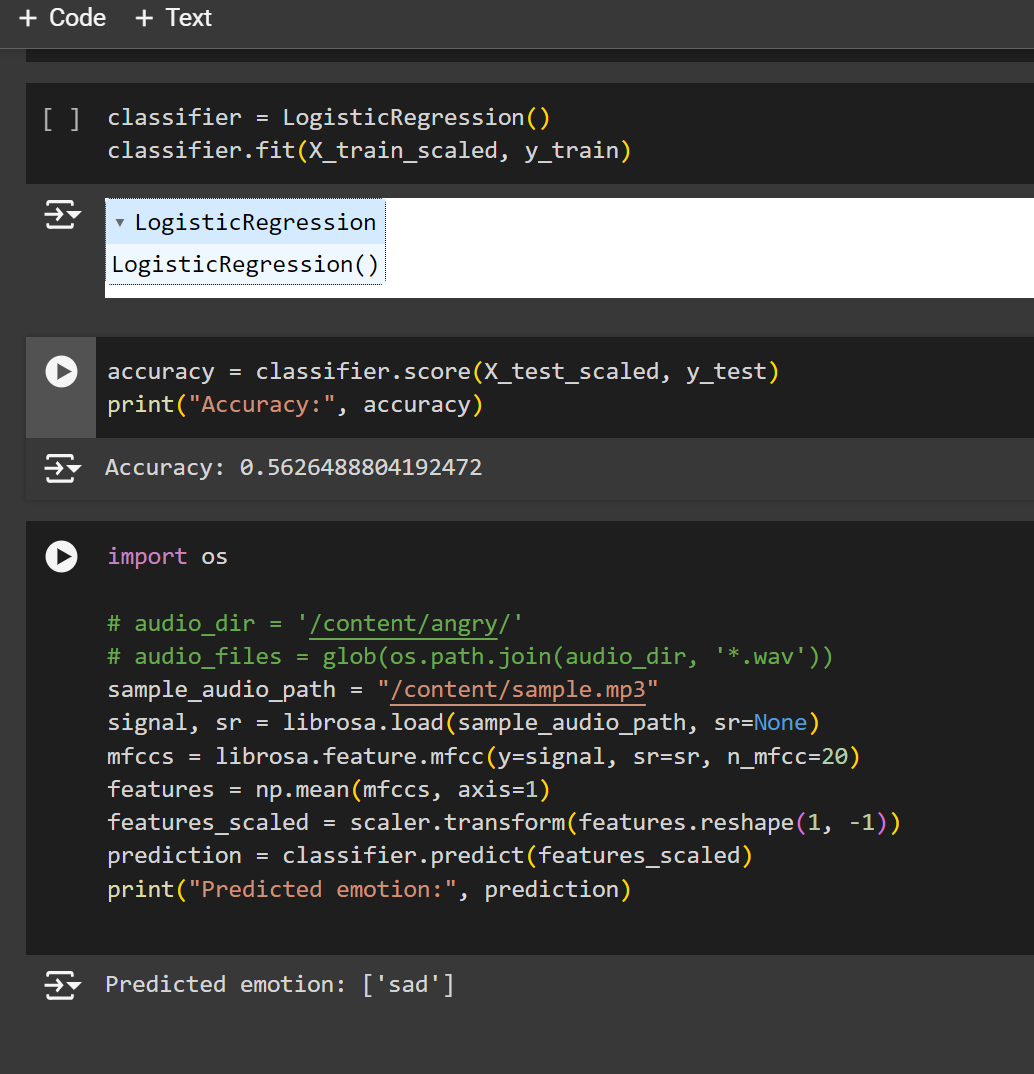 + Code + Text
[ ] classifier = LogisticRegression()
classifier.fit(X_train_scaled, y_train)
▾ LogisticRegression
LogisticRegression()
accuracy = classifier.score(X_test_scaled, y_test)
print("Accuracy:", accuracy)
Accuracy: 0.5626488804192472
import os
# audio_dir = '/content/angry/'
# audio_files = glob(os.path.join(audio_dir, '*.wav'))
sample_audio_path = "/content/sample.mp3"
signal, sr = librosa.load(sample_audio_path, sr=None)
mfccs = librosa.feature.mfcc(y=signal, sr=sr, n_mfcc=20)
features = np.mean(mfccs, axis=1)
features_scaled = scaler.transform(features.reshape(1, -1))
prediction = classifier.predict(features_scaled)
print("Predicted emotion:", prediction)
Predicted emotion: ['sad']